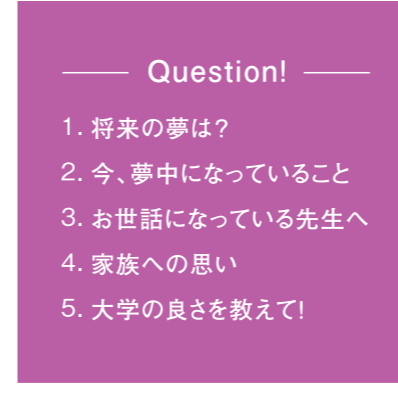 Question!
1. 将来の夢は?
2. 今、夢中になっていること
3. お世話になっている先生へ
4. 家族への思い
5. 大学の良さを教えて!